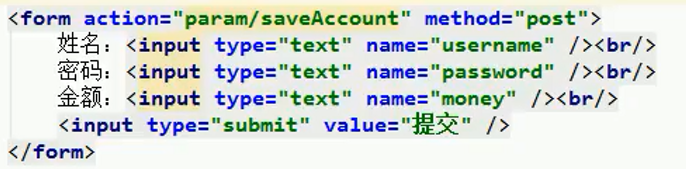 <form action="param/saveAccount" method="post">
姓名：<input type="text" name="username" /><br/>
密码：<input type="text" name="password" /><br/>
金额：<input type="text" name="money" /><br/>
<input type="submit" value="提交" />
</form>